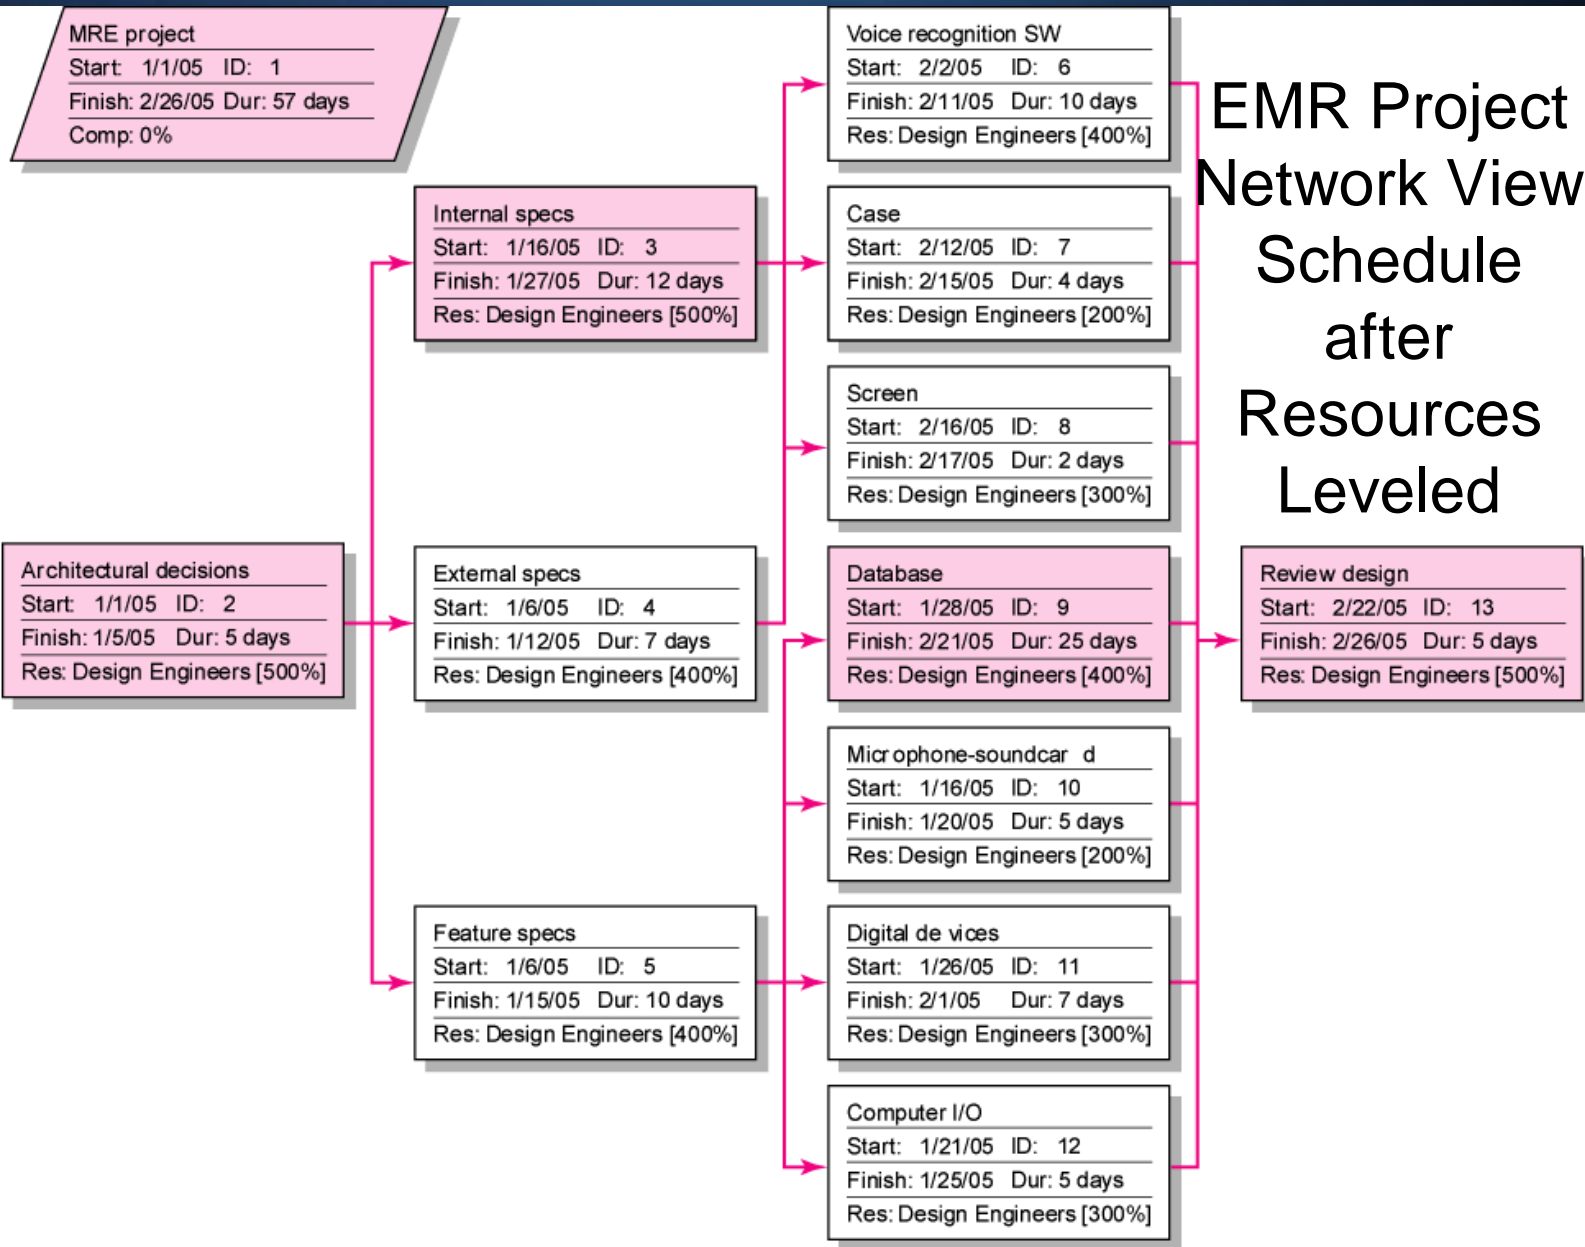 MRE project
Start: 1/1/05 ID: 1
Finish: 2/26/05 Dur: 57 days
Comp: 0%
Voice recognition SW
Start: 2/2/05 ID: 6
Finish: 2/11/05 Dur: 10 days
Res: Design Engineers [400%]
EMR Project
Network View
Schedule
after
Resources
Leveled
Internal specs
Start: 1/16/05 ID: 3
Finish: 1/27/05 Dur: 12 days
Res: Design Engineers [500%]
Case
Start: 2/12/05 ID: 7
Finish: 2/15/05 Dur: 4 days
Res: Design Engineers [200%]
Screen
Start: 2/16/05 ID: 8
Finish: 2/17/05 Dur: 2 days
Res: Design Engineers [300%]
Architectural decisions
Start: 1/1/05 ID: 2
Finish: 1/5/05 Dur: 5 days
Res: Design Engineers [500%]
External specs
Start: 1/6/05 ID: 4
Finish: 1/12/05 Dur: 7 days
Res: Design Engineers [400%]
Database
Start: 1/28/05 ID: 9
Finish: 2/21/05 Dur: 25 days
Res: Design Engineers [400%]
Review design
Start: 2/22/05 ID: 13
Finish: 2/26/05 Dur: 5 days
Res: Design Engineers [500%]
Microphone-soundcar d
Start: 1/16/05 ID: 10
Finish: 1/20/05 Dur: 5 days
Res: Design Engineers [200%]
Feature specs
Start: 1/6/05 ID: 5
Finish: 1/15/05 Dur: 10 days
Res: Design Engineers [400%]
Digital de vices
Start: 1/26/05 ID: 11
Finish: 2/1/05 Dur: 7 days
Res: Design Engineers [300%]
Computer I/O
Start: 1/21/05 ID: 12
Finish: 1/25/05 Dur: 5 days
Res: Design Engineers [300%]